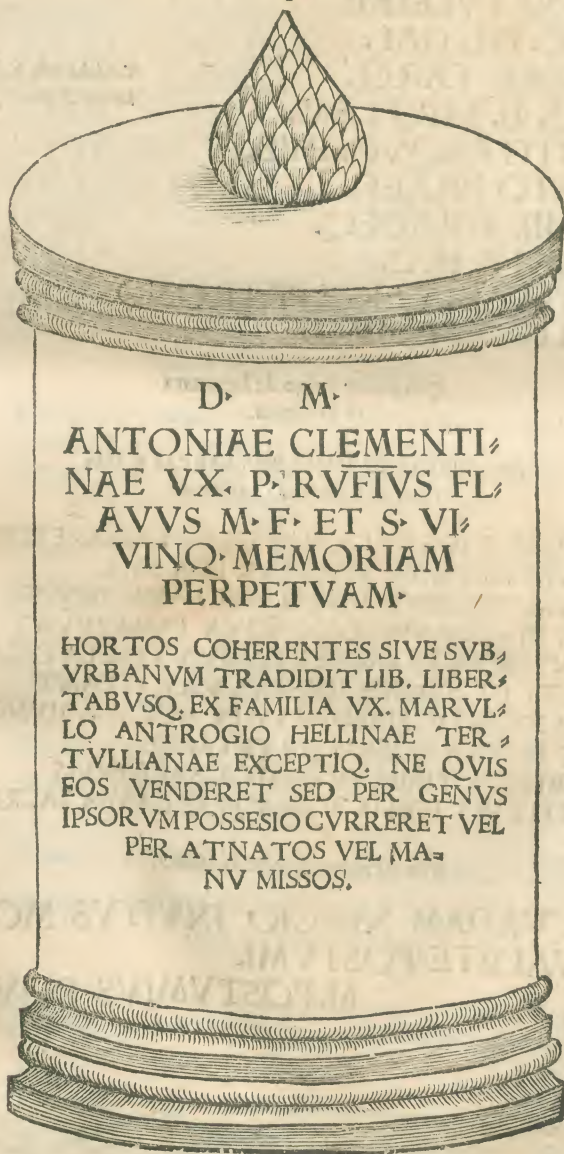 D· M·
ANTONIAE CLEMENTI⸗
NAE VX· P· RVFIVS FL⸗
AVVS M· F· ET S· VI⸗
VINQ· MEMORIAM
PERPETVAM·
HORTOS COHERENTES SIVE SVB⸗
VRBANVM TRADIDIT LIB. LIBER⸗
TABVSQ. EX FAMILIA VX. MARVL⸗
LO ANTROGIO HELLINAE TER⸗
TVLLIANAE EXCEPTIQ. NE QVIS
EOS VENDERET SED PER GENVS
IPSORVM POSSESIO CVRRERET VEL
PER ATNATOS VEL MA⸗
NV MISSOS.